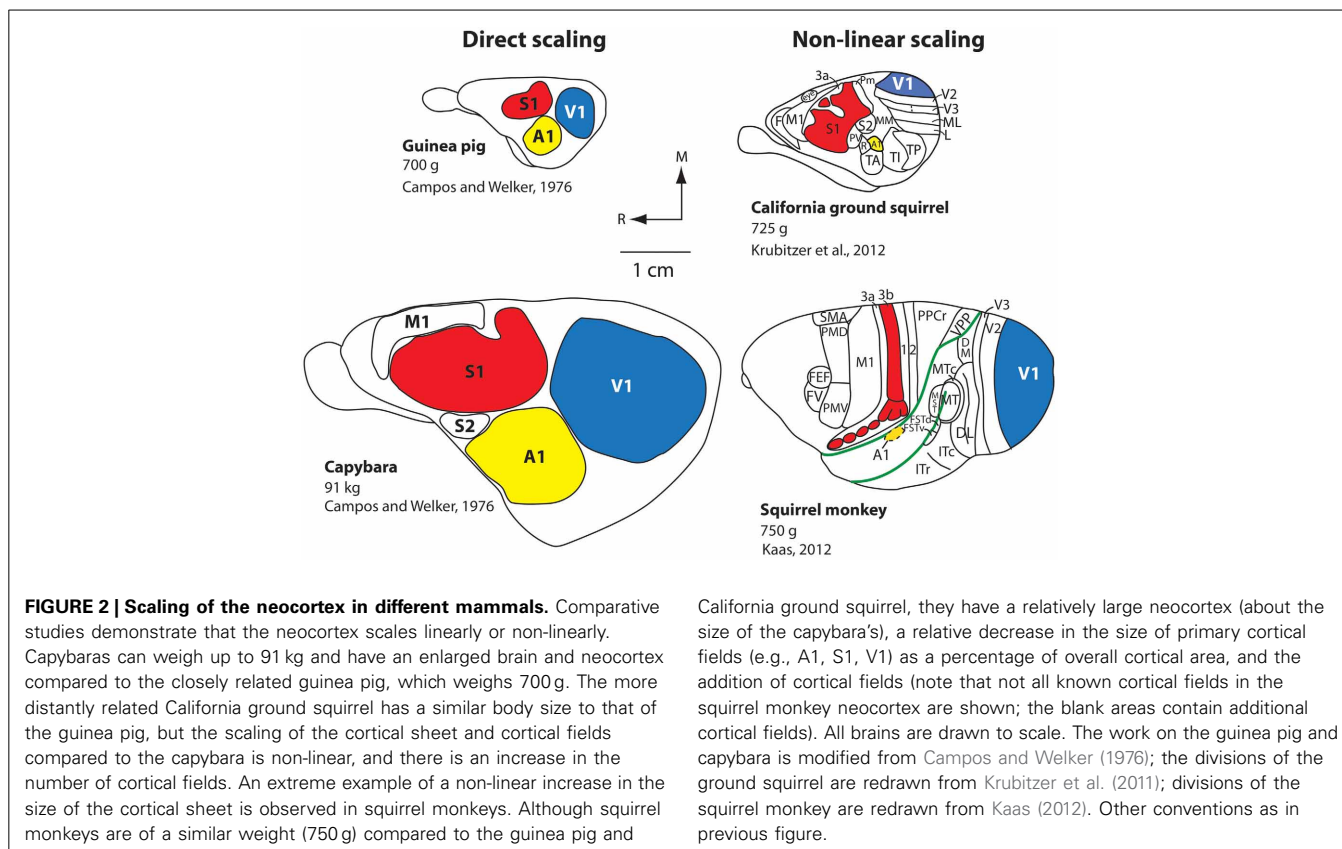 Direct scaling
S1
V1
A1
Guinea pig
700 g
Campos and Welker, 1976
M
R
1 cm
M1
S1
V1
S2
A1
Capybara
91 kg
Campos and Welker, 1976
Non-linear scaling
3a
Pm
V1
V2
V3
ML
L
F
M1
S1
S2
MM
PV
R
A1
TA
TI
TP
California ground squirrel
725 g
Krubitzer et al., 2012
3a 3b
SMA
PMD
PPCr
VPP
V3
V2
DM
M1
1 2
V1
FEF
FV
PMV
MTc
MST
MT
FSTd
FSTv
DL
A1
ITc
ITr
Squirrel monkey
750 g
Kaas, 2012
FIGURE 2 | Scaling of the neocortex in different mammals. Comparative
studies demonstrate that the neocortex scales linearly or non-linearly.
Capybaras can weigh up to 91 kg and have an enlarged brain and neocortex
compared to the closely related guinea pig, which weighs 700 g. The more
distantly related California ground squirrel has a similar body size to that of
the guinea pig, but the scaling of the cortical sheet and cortical fields
compared to the capybara is non-linear, and there is an increase in the
number of cortical fields. An extreme example of a non-linear increase in the
size of the cortical sheet is observed in squirrel monkeys. Although squirrel
monkeys are of a similar weight (750 g) compared to the guinea pig and
California ground squirrel, they have a relatively large neocortex (about the
size of the capybara's), a relative decrease in the size of primary cortical
fields (e.g., A1, S1, V1) as a percentage of overall cortical area, and the
addition of cortical fields (note that not all known cortical fields in the
squirrel monkey neocortex are shown; the blank areas contain additional
cortical fields). All brains are drawn to scale. The work on the guinea pig and
capybara is modified from Campos and Welker (1976); the divisions of the
ground squirrel are redrawn from Krubitzer et al. (2011); divisions of the
squirrel monkey are redrawn from Kaas (2012). Other conventions as in
previous figure.